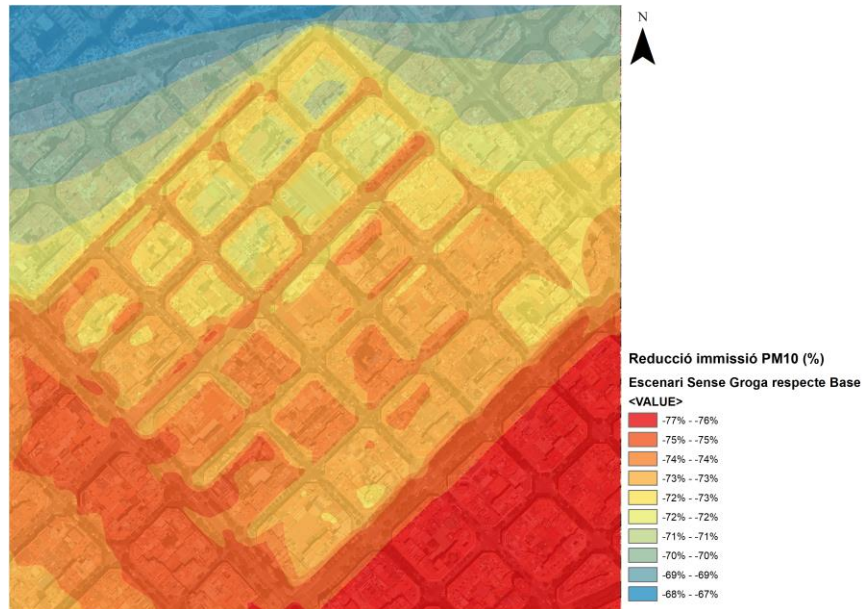 N
Reducció immissió PM10 (%)
Escenari Sense Groga respecte Base
<VALUE>
-77% - -76%
-75% - -75%
-74% - -74%
-73% - -73%
-72% - -73%
-72% - -72%
-71% - -71%
-70% - -70%
-69% - -69%
-68% - -67%